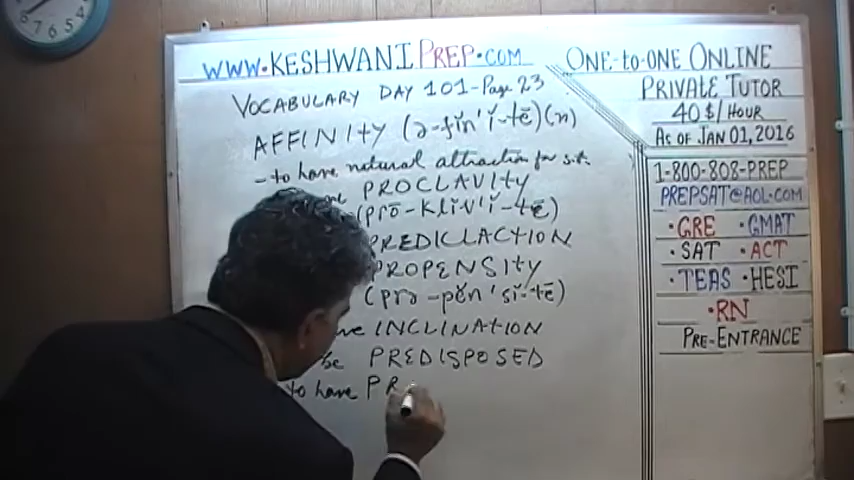 WWW.KESHWANIPREP.COM
VOCABULARY DAY 101-Page 23
AFFINITY (ə-fĭn'ĭ-tē)(n)
-to have natural attraction for s.th.
PROCLAVITY
(prō-klĭv'ĭ-tē)
PREDICLACTION
PROPENSITY
(prə-pĕn'sĭ-tē)
INCLINATION
be PREDISPOSED
to have PR
ONE-to-ONE ONLINE
PRIVATE TUTOR
40 $/HOUR
AS OF JAN 01, 2016
1-800-808-PREP
PREPSAT@AOL.COM
•GRE •GMAT
•SAT •ACT
•TEAS •HESI
•RN
PRE-ENTRANCE